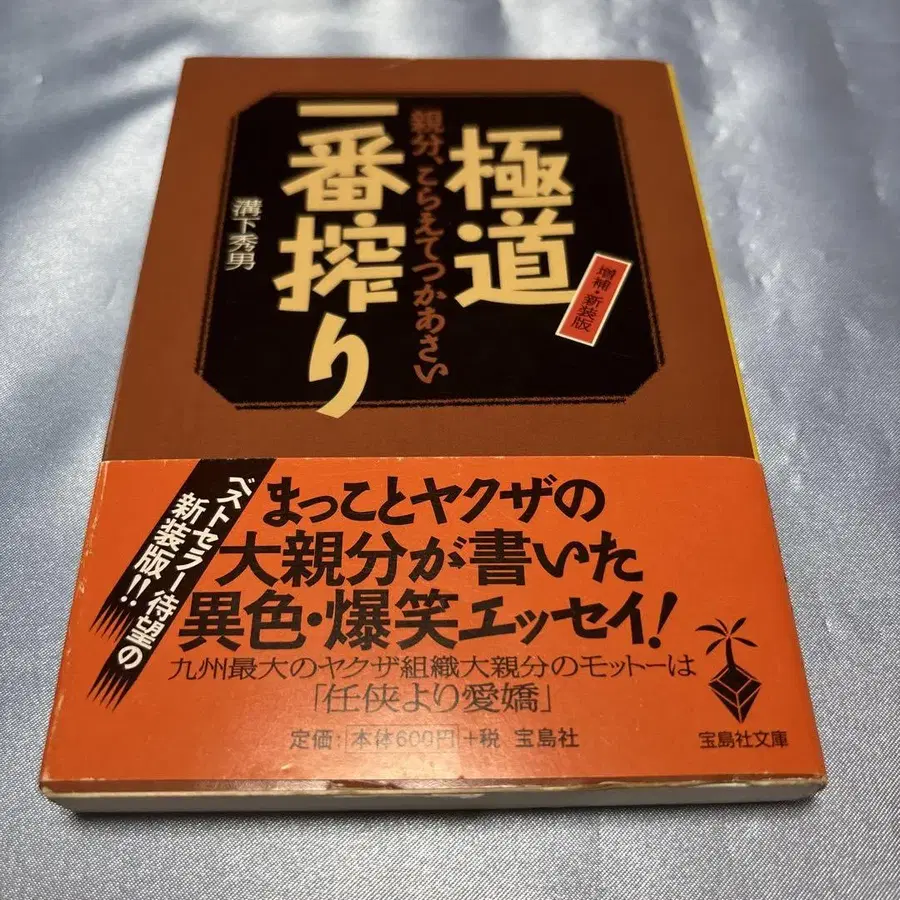 極道
一番搾り
親分、こらえてつかあさい
溝下秀男
増補・新装版
ベストセラー待望の
新装版!!
まっことヤクザの
大親分が書いた
異色・爆笑エッセイ!
九州最大のヤクザ組織大親分のモットーは
「任侠より愛嬌」
定価:本体600円+税 宝島社
宝島社文庫